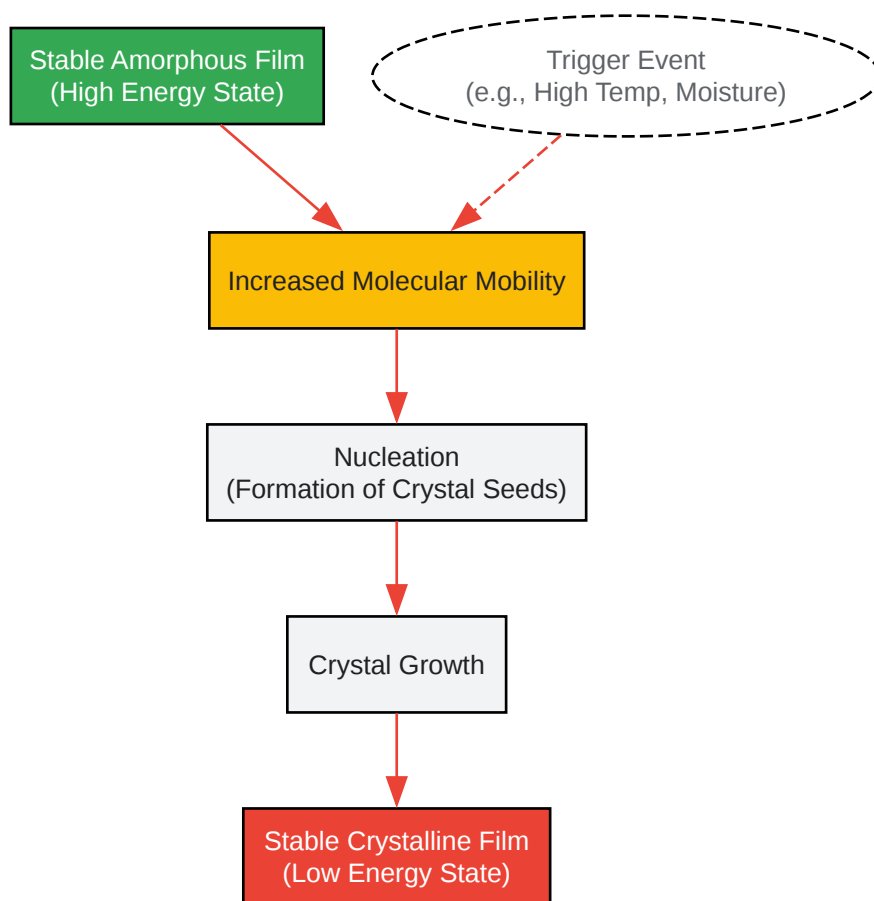 Stable Amorphous Film
(High Energy State)
Trigger Event
(e.g., High Temp, Moisture)
Increased Molecular Mobility
Nucleation
(Formation of Crystal Seeds)
Crystal Growth
Stable Crystalline Film
(Low Energy State)